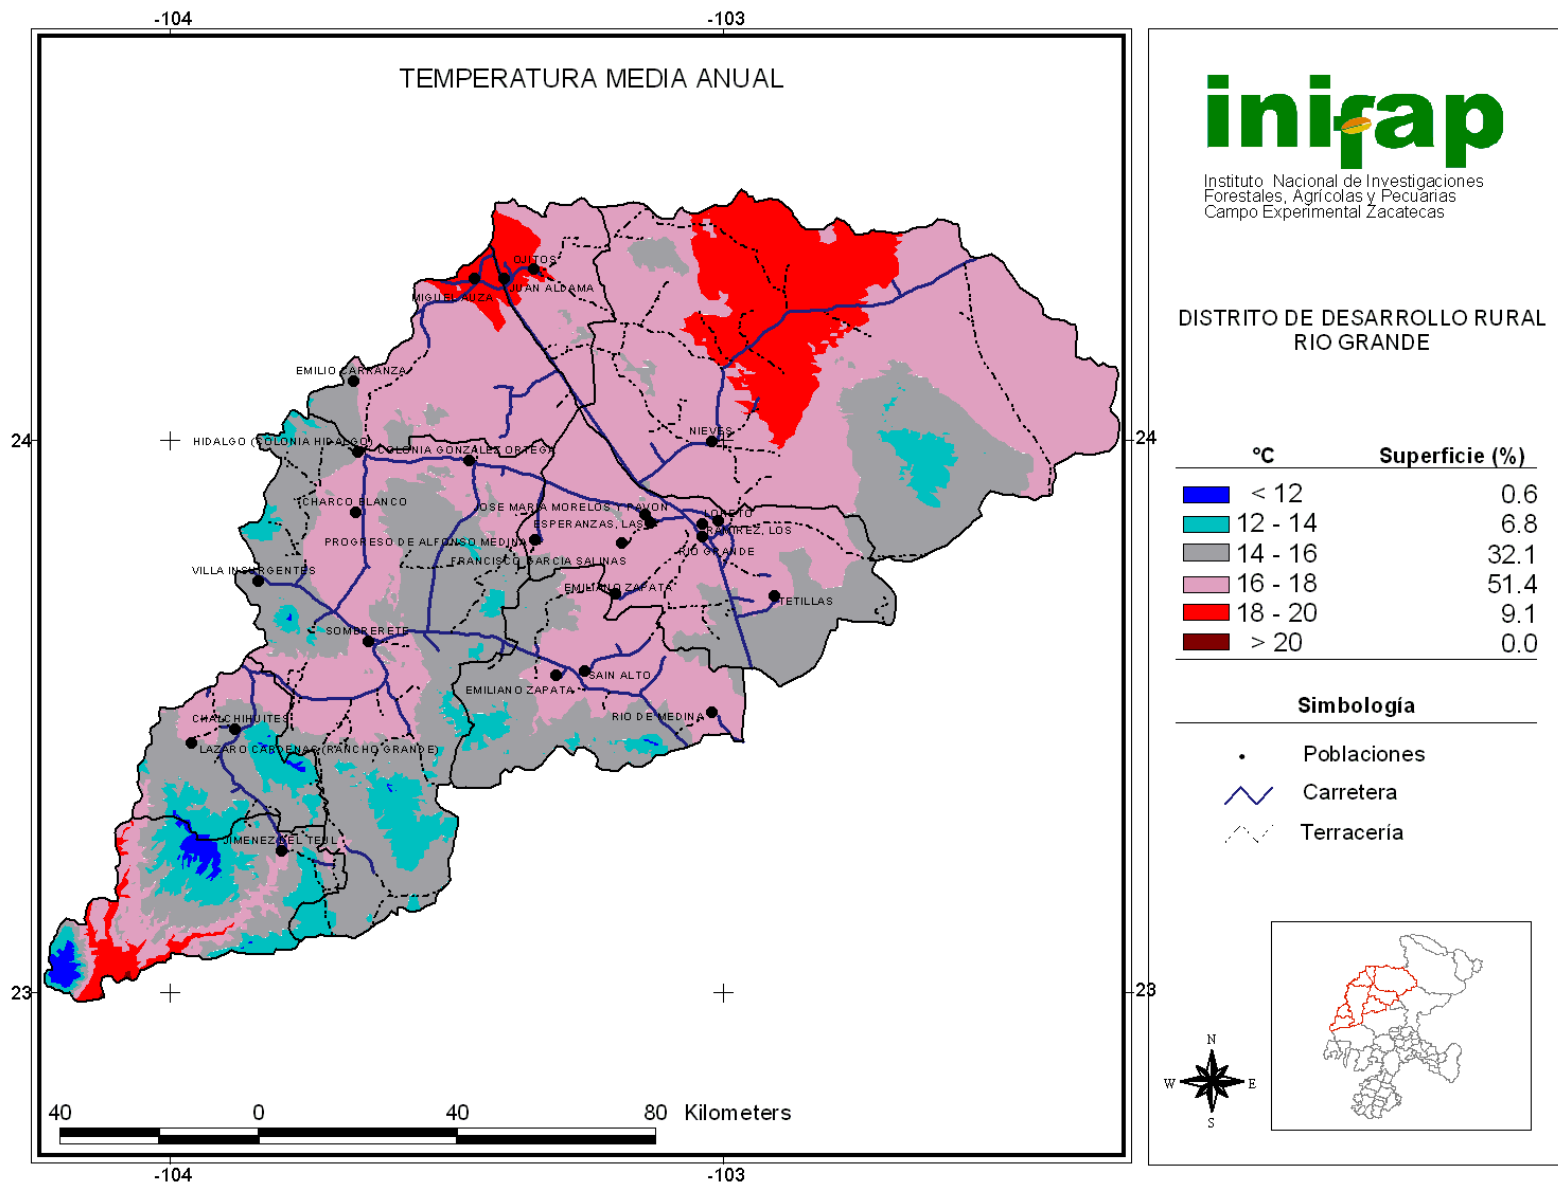 -104
-103
TEMPERATURA MEDIA ANUAL
OJITOS
JUAN ALDAMA
MIGUEL AUZA
EMILIO CARRANZA
24
24
NIEVES
HIDALGO (COLONIA HIDALGO)
COLONIA GONZALEZ ORTEGA
CHARCO BLANCO
JOSE MARIA MORELOS Y PAVON
LORETO
ESPERANZAS, LAS
RAMIREZ, LOS
PROGRESO DE ALFONSO MEDINA
RIO GRANDE
FRANCISCO GARCIA SALINAS
VILLA INSURGENTES
EMILIANO ZAPATA
TETILLAS
SOMBRERETE
SAIN ALTO
EMILIANO ZAPATA
RIO DE MEDINA
CHALCHIHUITES
LAZARO CARDENAS (RANCHO GRANDE)
JIMENEZ DEL TEUL
23
23
40 0 40 80 Kilometers
-104
-103
inifap
Instituto Nacional de Investigaciones
Forestales, Agrícolas y Pecuarias
Campo Experimental Zacatecas
DISTRITO DE DESARROLLO RURAL
RIO GRANDE
°C Superficie (%)
< 12 0.6
12 - 14 6.8
14 - 16 32.1
16 - 18 51.4
18 - 20 9.1
> 20 0.0
Simbología
Poblaciones
Carretera
Terracería
N
W E
S